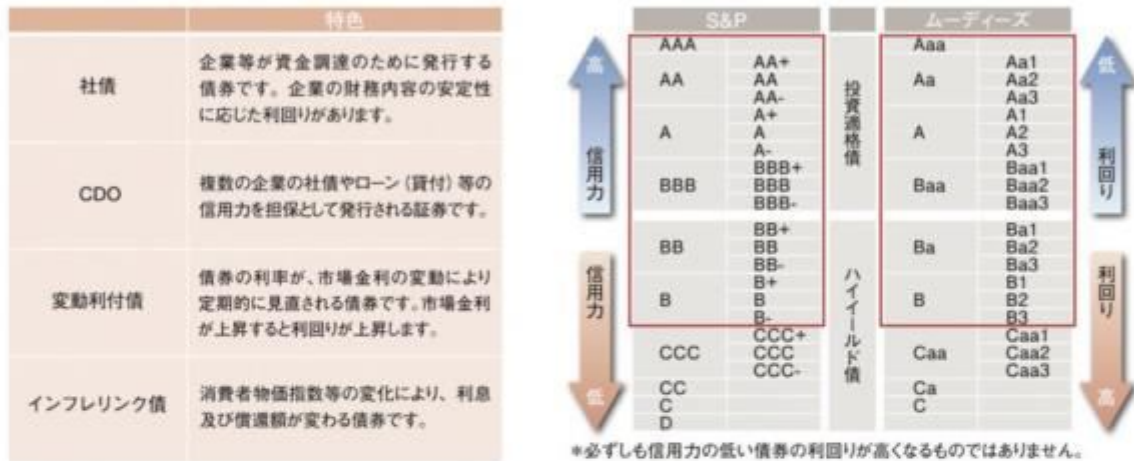 特色
社債
企業等が資金調達のために発行する
債券です。企業の財務内容の安定性
に応じた利回りがあります。
CDO
複数の企業の社債やローン(貸付)等の
信用力を担保として発行される証券です。
変動利付債
債券の利率が、市場金利の変動により
定期的に見直される債券です。市場金利
が上昇すると利回りが上昇します。
インフレリンク債
消費者物価指数等の変化により、利息
及び償還額が変わる債券です。
S&P
ムーディーズ
高
信用力
信用力
低
AAA
AA+
AA
AA
AA-
A+
A
A
A-
BBB+
BBB
BBB
BBB-
BB+
BB
BB
BB-
B+
B
B
B-
CCC+
CCC
CCC
CCC-
CC
C
D
投資適格債
ハイイールド債
Aaa
Aa1
Aa
Aa2
Aa3
A1
A
A2
A3
Baa1
Baa
Baa2
Baa3
Ba1
Ba
Ba2
Ba3
B1
B
B2
B3
Caa1
Caa
Caa2
Caa3
Ca
C
低
利回り
利回り
高
*必ずしも信用力の低い債券の利回りが高くなるものではありません。